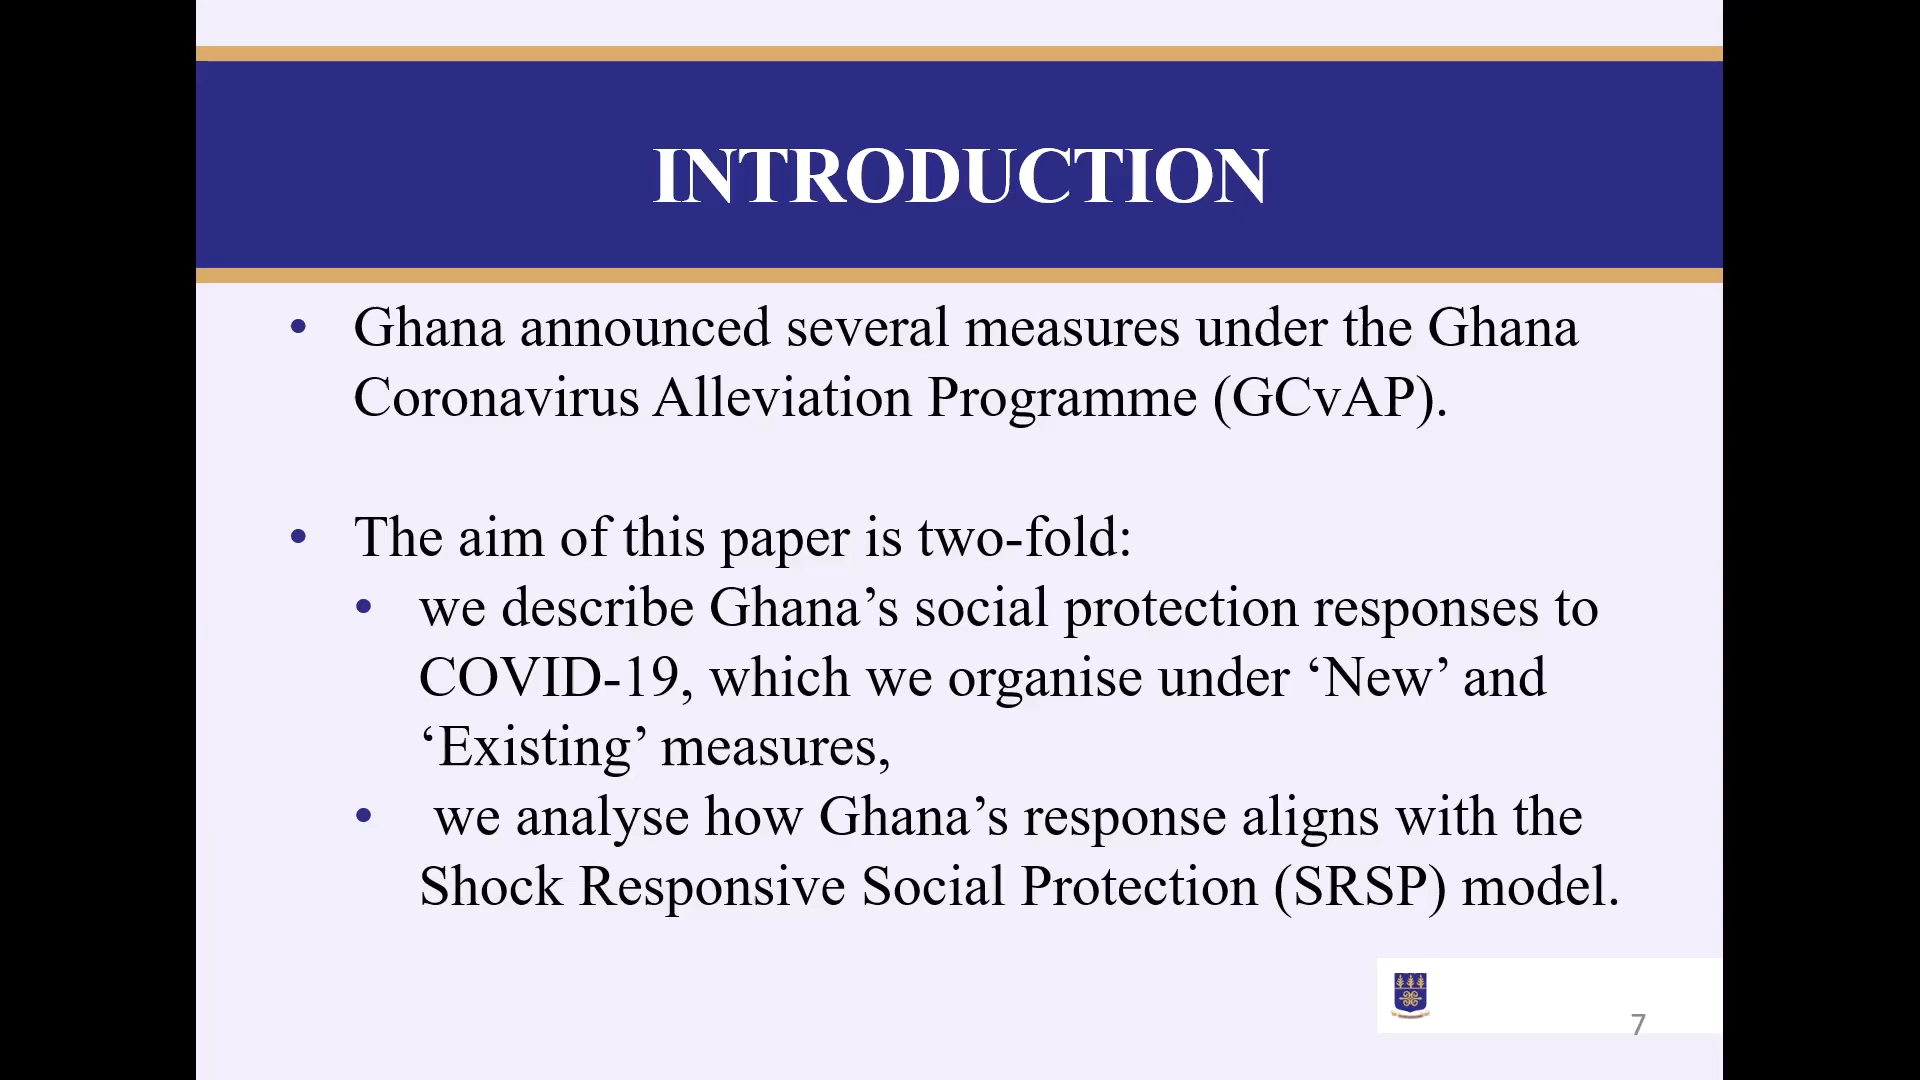 INTRODUCTION
• Ghana announced several measures under the Ghana
Coronavirus Alleviation Programme (GCvAP).
• The aim of this paper is two-fold:
• we describe Ghana’s social protection responses to
COVID-19, which we organise under ‘New’ and
‘Existing’ measures,
• we analyse how Ghana’s response aligns with the
Shock Responsive Social Protection (SRSP) model.
7